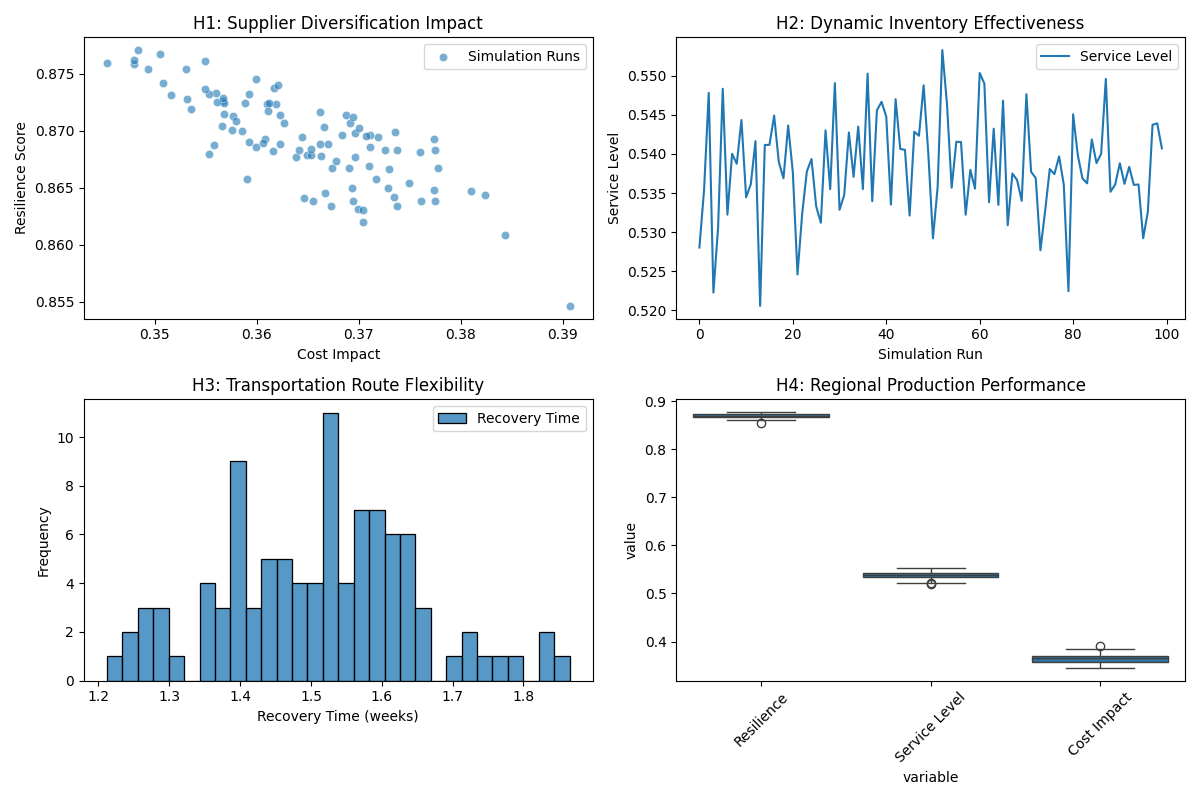 H1: Supplier Diversification Impact
Simulation Runs
0.875
0.870
0.865
0.860
0.855
Resilience Score
0.35 0.36 0.37 0.38 0.39
Cost Impact
H2: Dynamic Inventory Effectiveness
Service Level
0.550
0.545
0.540
0.535
0.530
0.525
0.520
Service Level
0 20 40 60 80 100
Simulation Run
H3: Transportation Route Flexibility
Recovery Time
10
8
6
4
2
0
Frequency
1.2 1.3 1.4 1.5 1.6 1.7 1.8
Recovery Time (weeks)
H4: Regional Production Performance
0.9
0.8
0.7
0.6
0.5
0.4
value
Resilience
Service Level
Cost Impact
variable